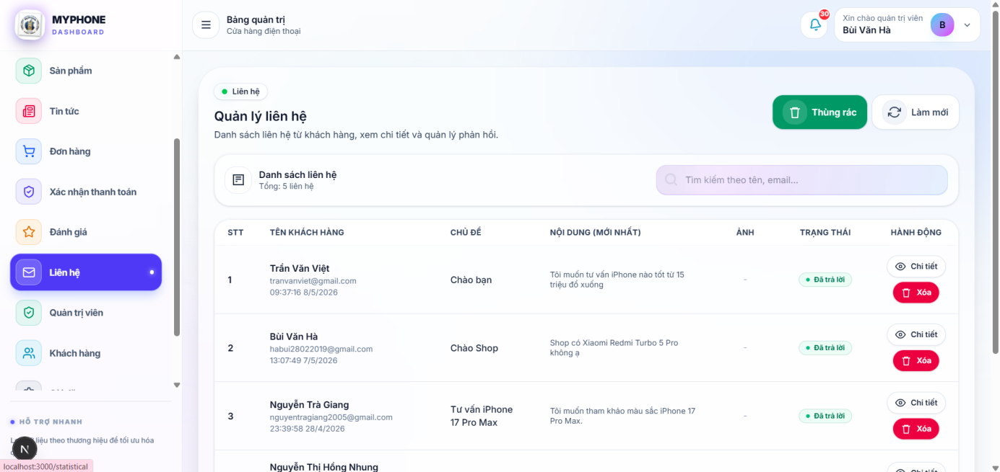 MYPHONE
DASHBOARD
Sản phẩm
Tin tức
Đơn hàng
Xác nhận thanh toán
Đánh giá
Liên hệ
Quản trị viên
Khách hàng
HỖ TRỢ NHANH
liệu theo thương hiệu để tối ưu hóa
N
localhost:3000/statistical
Bảng quản trị
Cửa hàng điện thoại
30
Xin chào quản trị viên
Bùi Văn Hà
B
Liên hệ
Quản lý liên hệ
Danh sách liên hệ từ khách hàng, xem chi tiết và quản lý phản hồi.
Thùng rác
Làm mới
Danh sách liên hệ
Tổng: 5 liên hệ
Tìm kiếm theo tên, email...
STT TÊN KHÁCH HÀNG CHỦ ĐỀ NỘI DUNG (MỚI NHẤT) ẢNH TRẠNG THÁI HÀNH ĐỘNG
1
Trần Văn Việt
tranvanviet@gmail.com
09:37:16 8/5/2026
Chào bạn
Tôi muốn tư vấn iPhone nào tốt từ 15
triệu đổ xuống
-
Đã trả lời
Chi tiết
Xóa
2
Bùi Văn Hà
habui28022019@gmail.com
13:07:49 7/5/2026
Chào Shop
Shop có Xiaomi Redmi Turbo 5 Pro
không ạ
-
Đã trả lời
Chi tiết
Xóa
3
Nguyễn Trà Giang
nguyentragiang2005@gmail.com
23:39:58 28/4/2026
Tư vấn iPhone
17 Pro Max
Tôi muốn tham khảo màu sắc iPhone 17
Pro Max.
-
Đã trả lời
Chi tiết
Xóa
Nguyễn Thị Hồng Nhung
Chi tiết